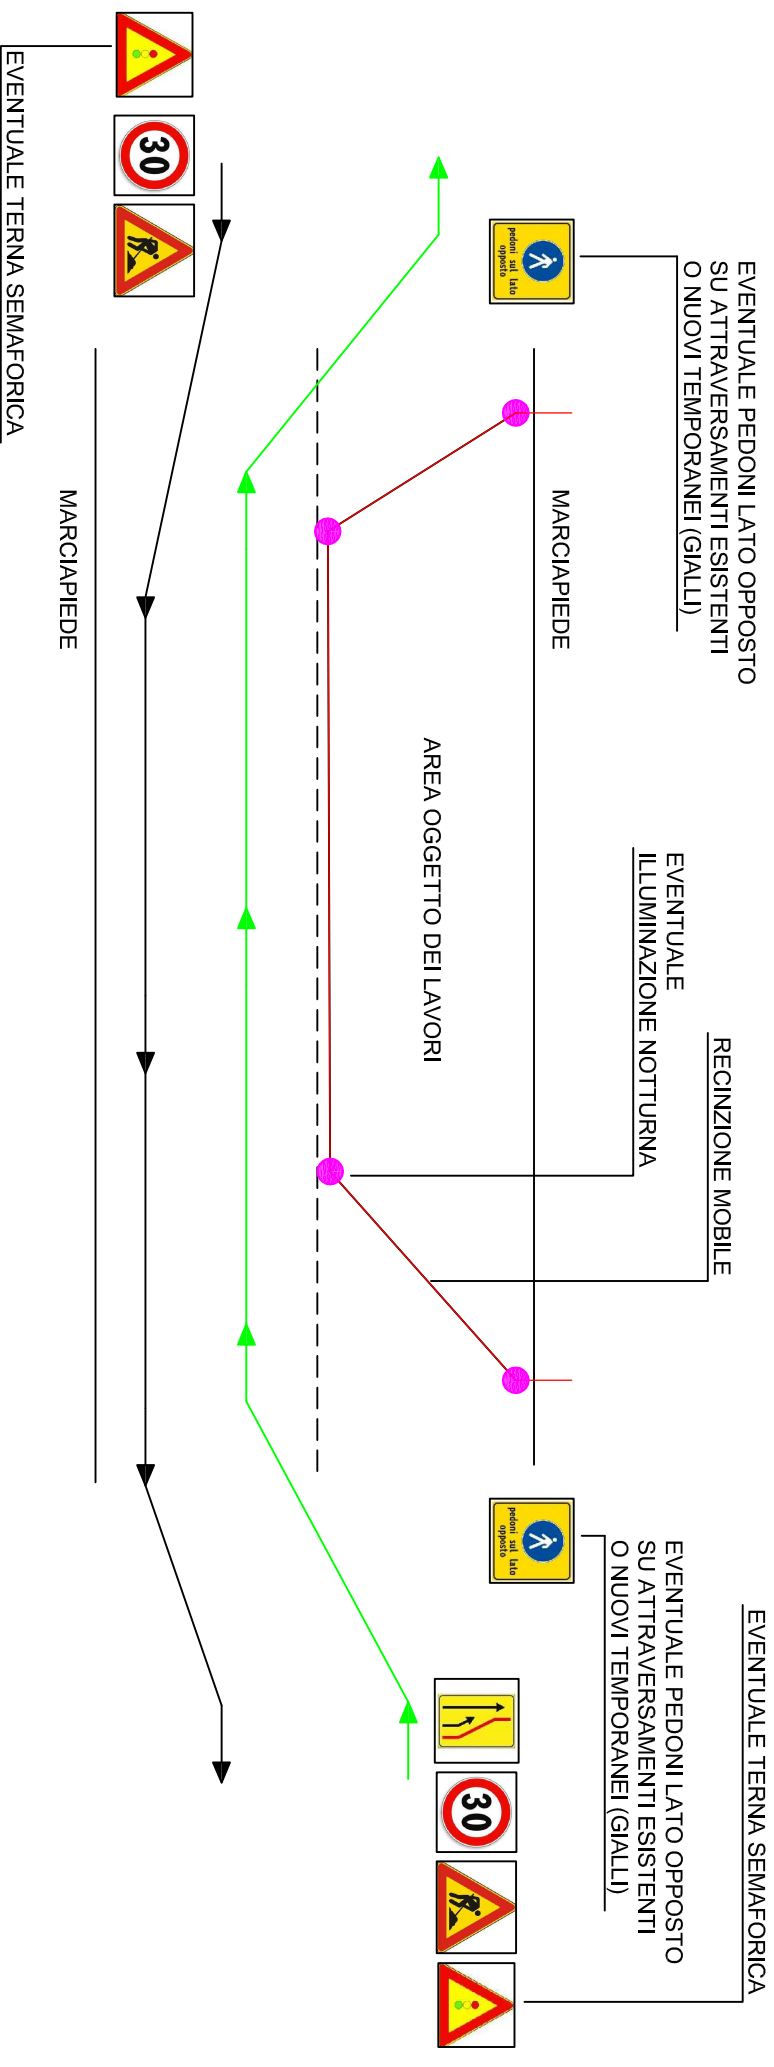 EVENTUALE PEDONI LATO OPPOSTO
SU ATTRAVERSAMENTI ESISTENTI
O NUOVI TEMPORANEI (GIALLI)
pedoni sul lato
opposto
EVENTUALE TERNA SEMAFORICA
30
MARCIAPIEDE
MARCIAPIEDE
AREA OGGETTO DEI LAVORI
EVENTUALE
ILLUMINAZIONE NOTTURNA
RECINZIONE MOBILE
pedoni sul lato
opposto
EVENTUALE PEDONI LATO OPPOSTO
SU ATTRAVERSAMENTI ESISTENTI
O NUOVI TEMPORANEI (GIALLI)
EVENTUALE TERNA SEMAFORICA
30